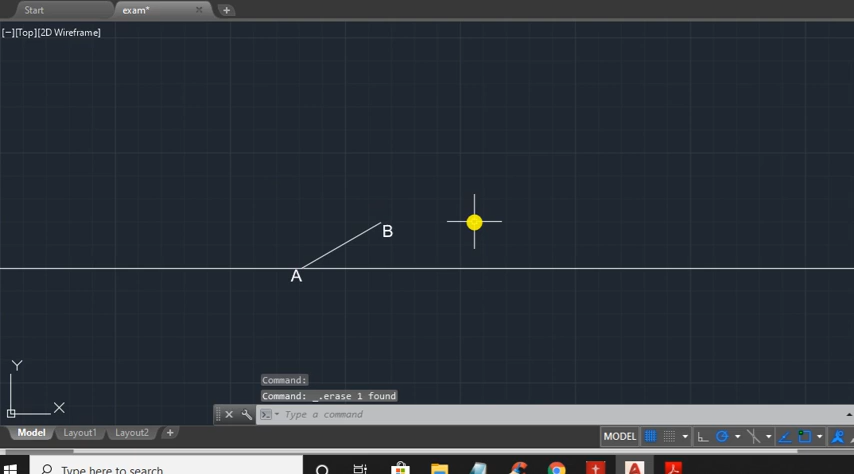 Start
exam*
[−][Top][2D Wireframe]
B
A
Y
X
Command:
Command: _.erase 1 found
Type a command
Model
Layout1
Layout2
MODEL
Type here to search